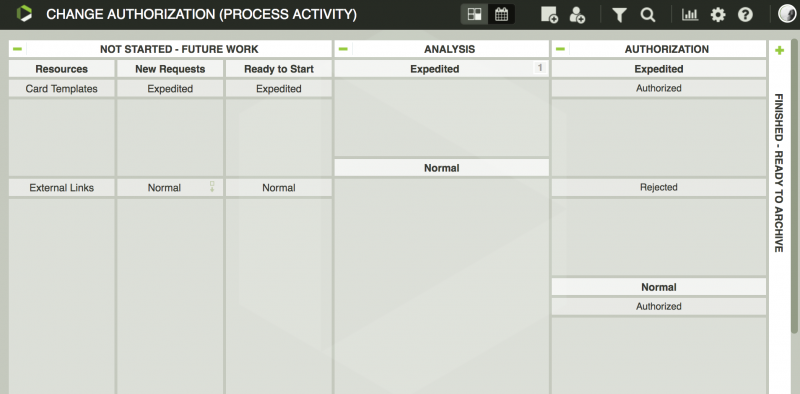 CHANGE AUTHORIZATION (PROCESS ACTIVITY)
NOT STARTED - FUTURE WORK
ANALYSIS
AUTHORIZATION
Resources
New Requests
Ready to Start
Expedited
1
Expedited
Card Templates
Expedited
Expedited
Authorized
Normal
External Links
Normal
Normal
Rejected
Normal
Authorized
FINISHED - READY TO ARCHIVE